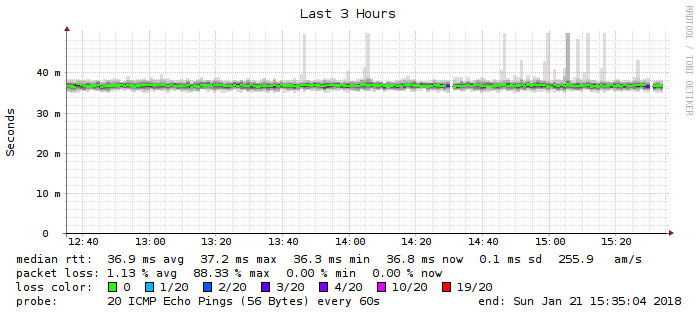 Last 3 Hours
RRDTOOL / TOBI OETIKER
Seconds
40 m
30 m
20 m
10 m
0
12:40 13:00 13:20 13:40 14:00 14:20 14:40 15:00 15:20
median rtt: 36.9 ms avg 37.2 ms max 36.3 ms min 36.8 ms now 0.1 ms sd 255.9 am/s
packet loss: 1.13 % avg 88.33 % max 0.00 % min 0.00 % now
loss color: 0 1/20 2/20 3/20 4/20 10/20 19/20
probe: 20 ICMP Echo Pings (56 Bytes) every 60s end: Sun Jan 21 15:35:04 2018